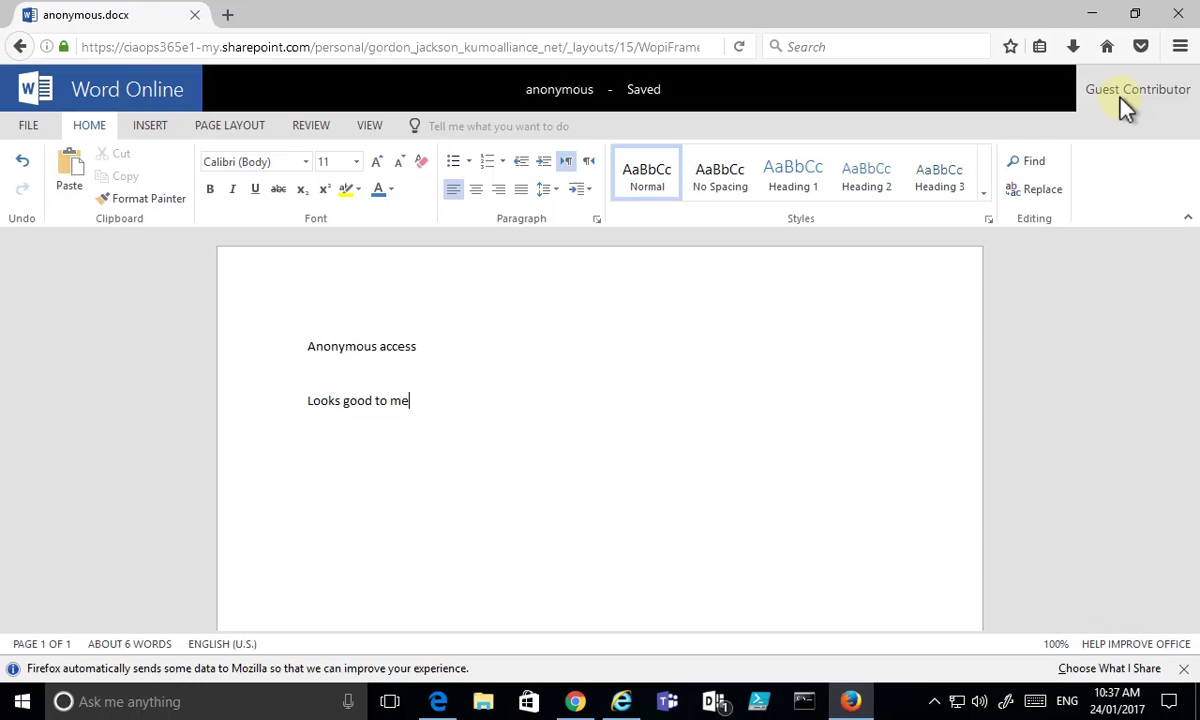 anonymous.docx
https://ciaops365e1-my.sharepoint.com/personal/gordon_jackson_kumoalliance_net/_layouts/15/WopiFrame
Search
Word Online
anonymous - Saved
Guest Contributor
FILE HOME INSERT PAGE LAYOUT REVIEW VIEW Tell me what you want to do
Paste
Cut
Copy
Format Painter
Calibri (Body) 11
B I U abc x₂ x² A
AaBbCc AaBbCc AaBbCc AaBbCc AaBbCc
Normal No Spacing Heading 1 Heading 2 Heading 3
Find
Replace
Undo Clipboard Font Paragraph Styles Editing
Anonymous access
Looks good to me
PAGE 1 OF 1 ABOUT 6 WORDS ENGLISH (U.S.) 100% HELP IMPROVE OFFICE
Firefox automatically sends some data to Mozilla so that we can improve your experience. Choose What I Share
Ask me anything
ENG
10:37 AM
24/01/2017